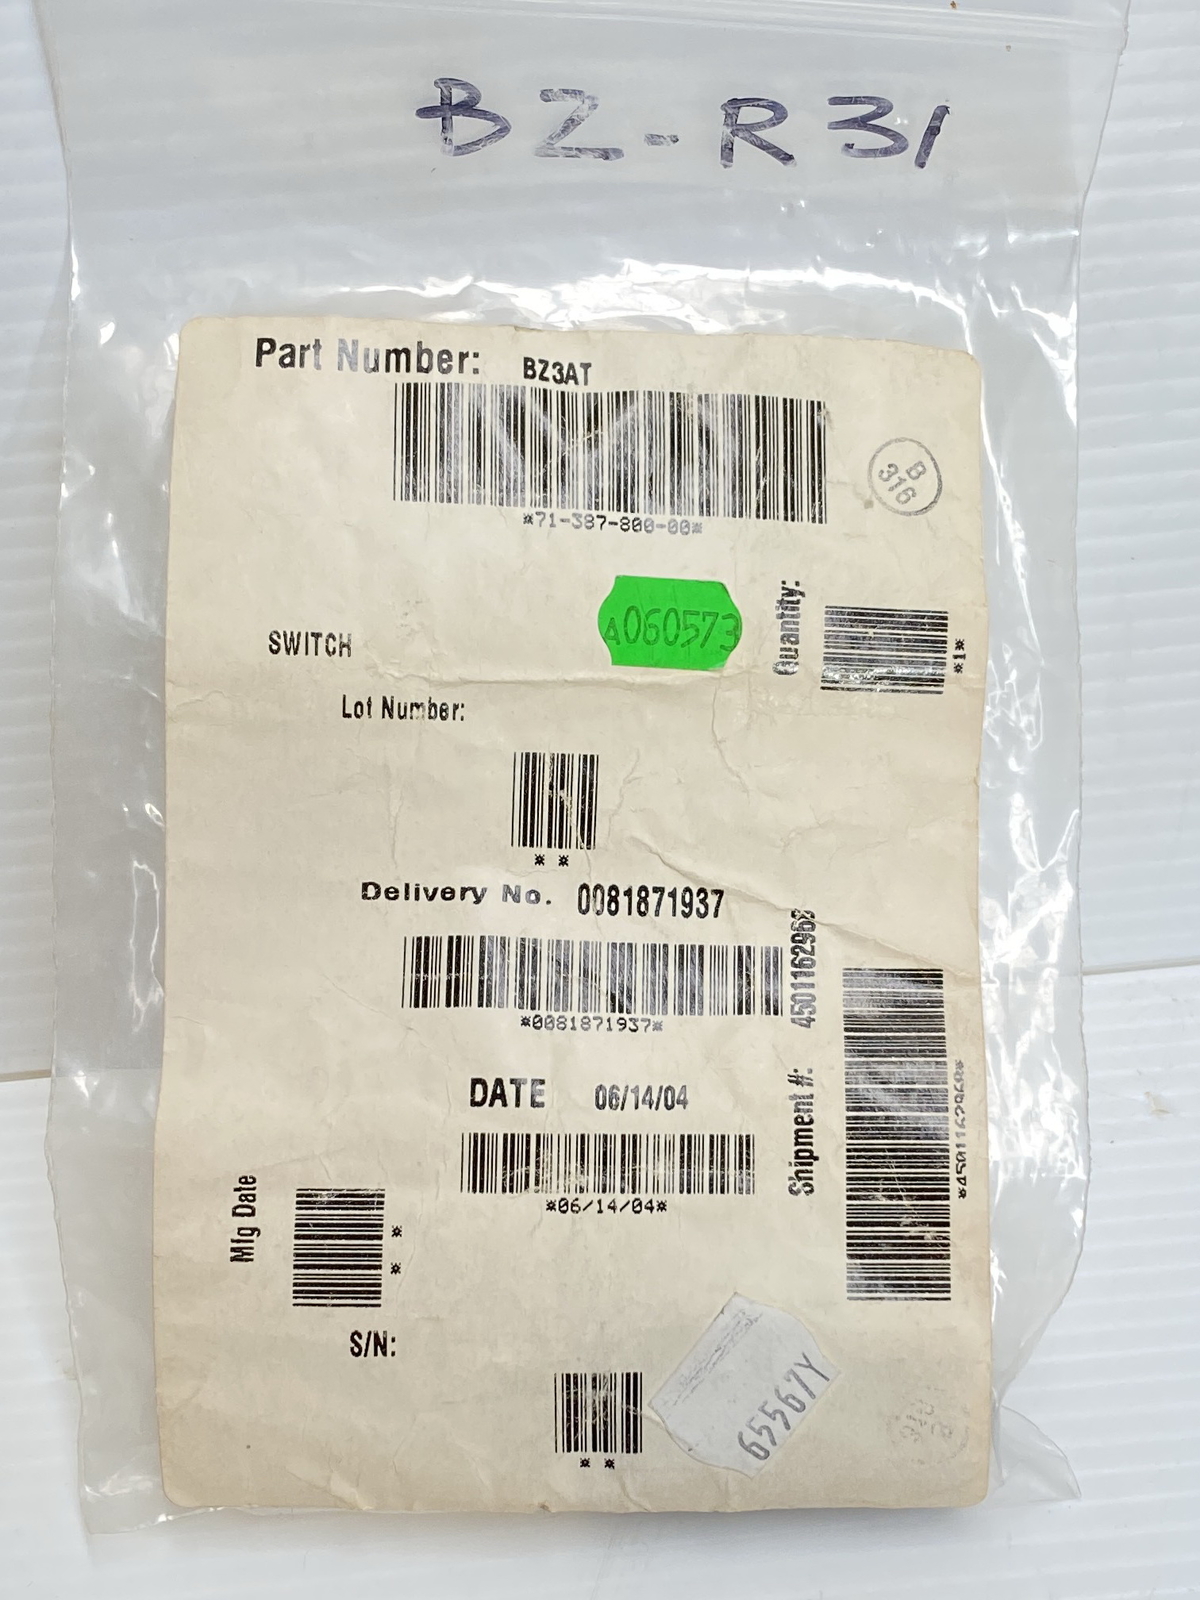 BZ-R31
Part Number: BZ3AT
*71-387-800-00*
B
316
A060573
Quantity:
*1*
SWITCH
Lot Number:
* *
Delivery No. 0081871937
*0081871937*
Shipment #: 4501162968
*4501162968*
DATE 06/14/04
*06/14/04*
Mfg Date
* *
S/N:
* *
65567Y